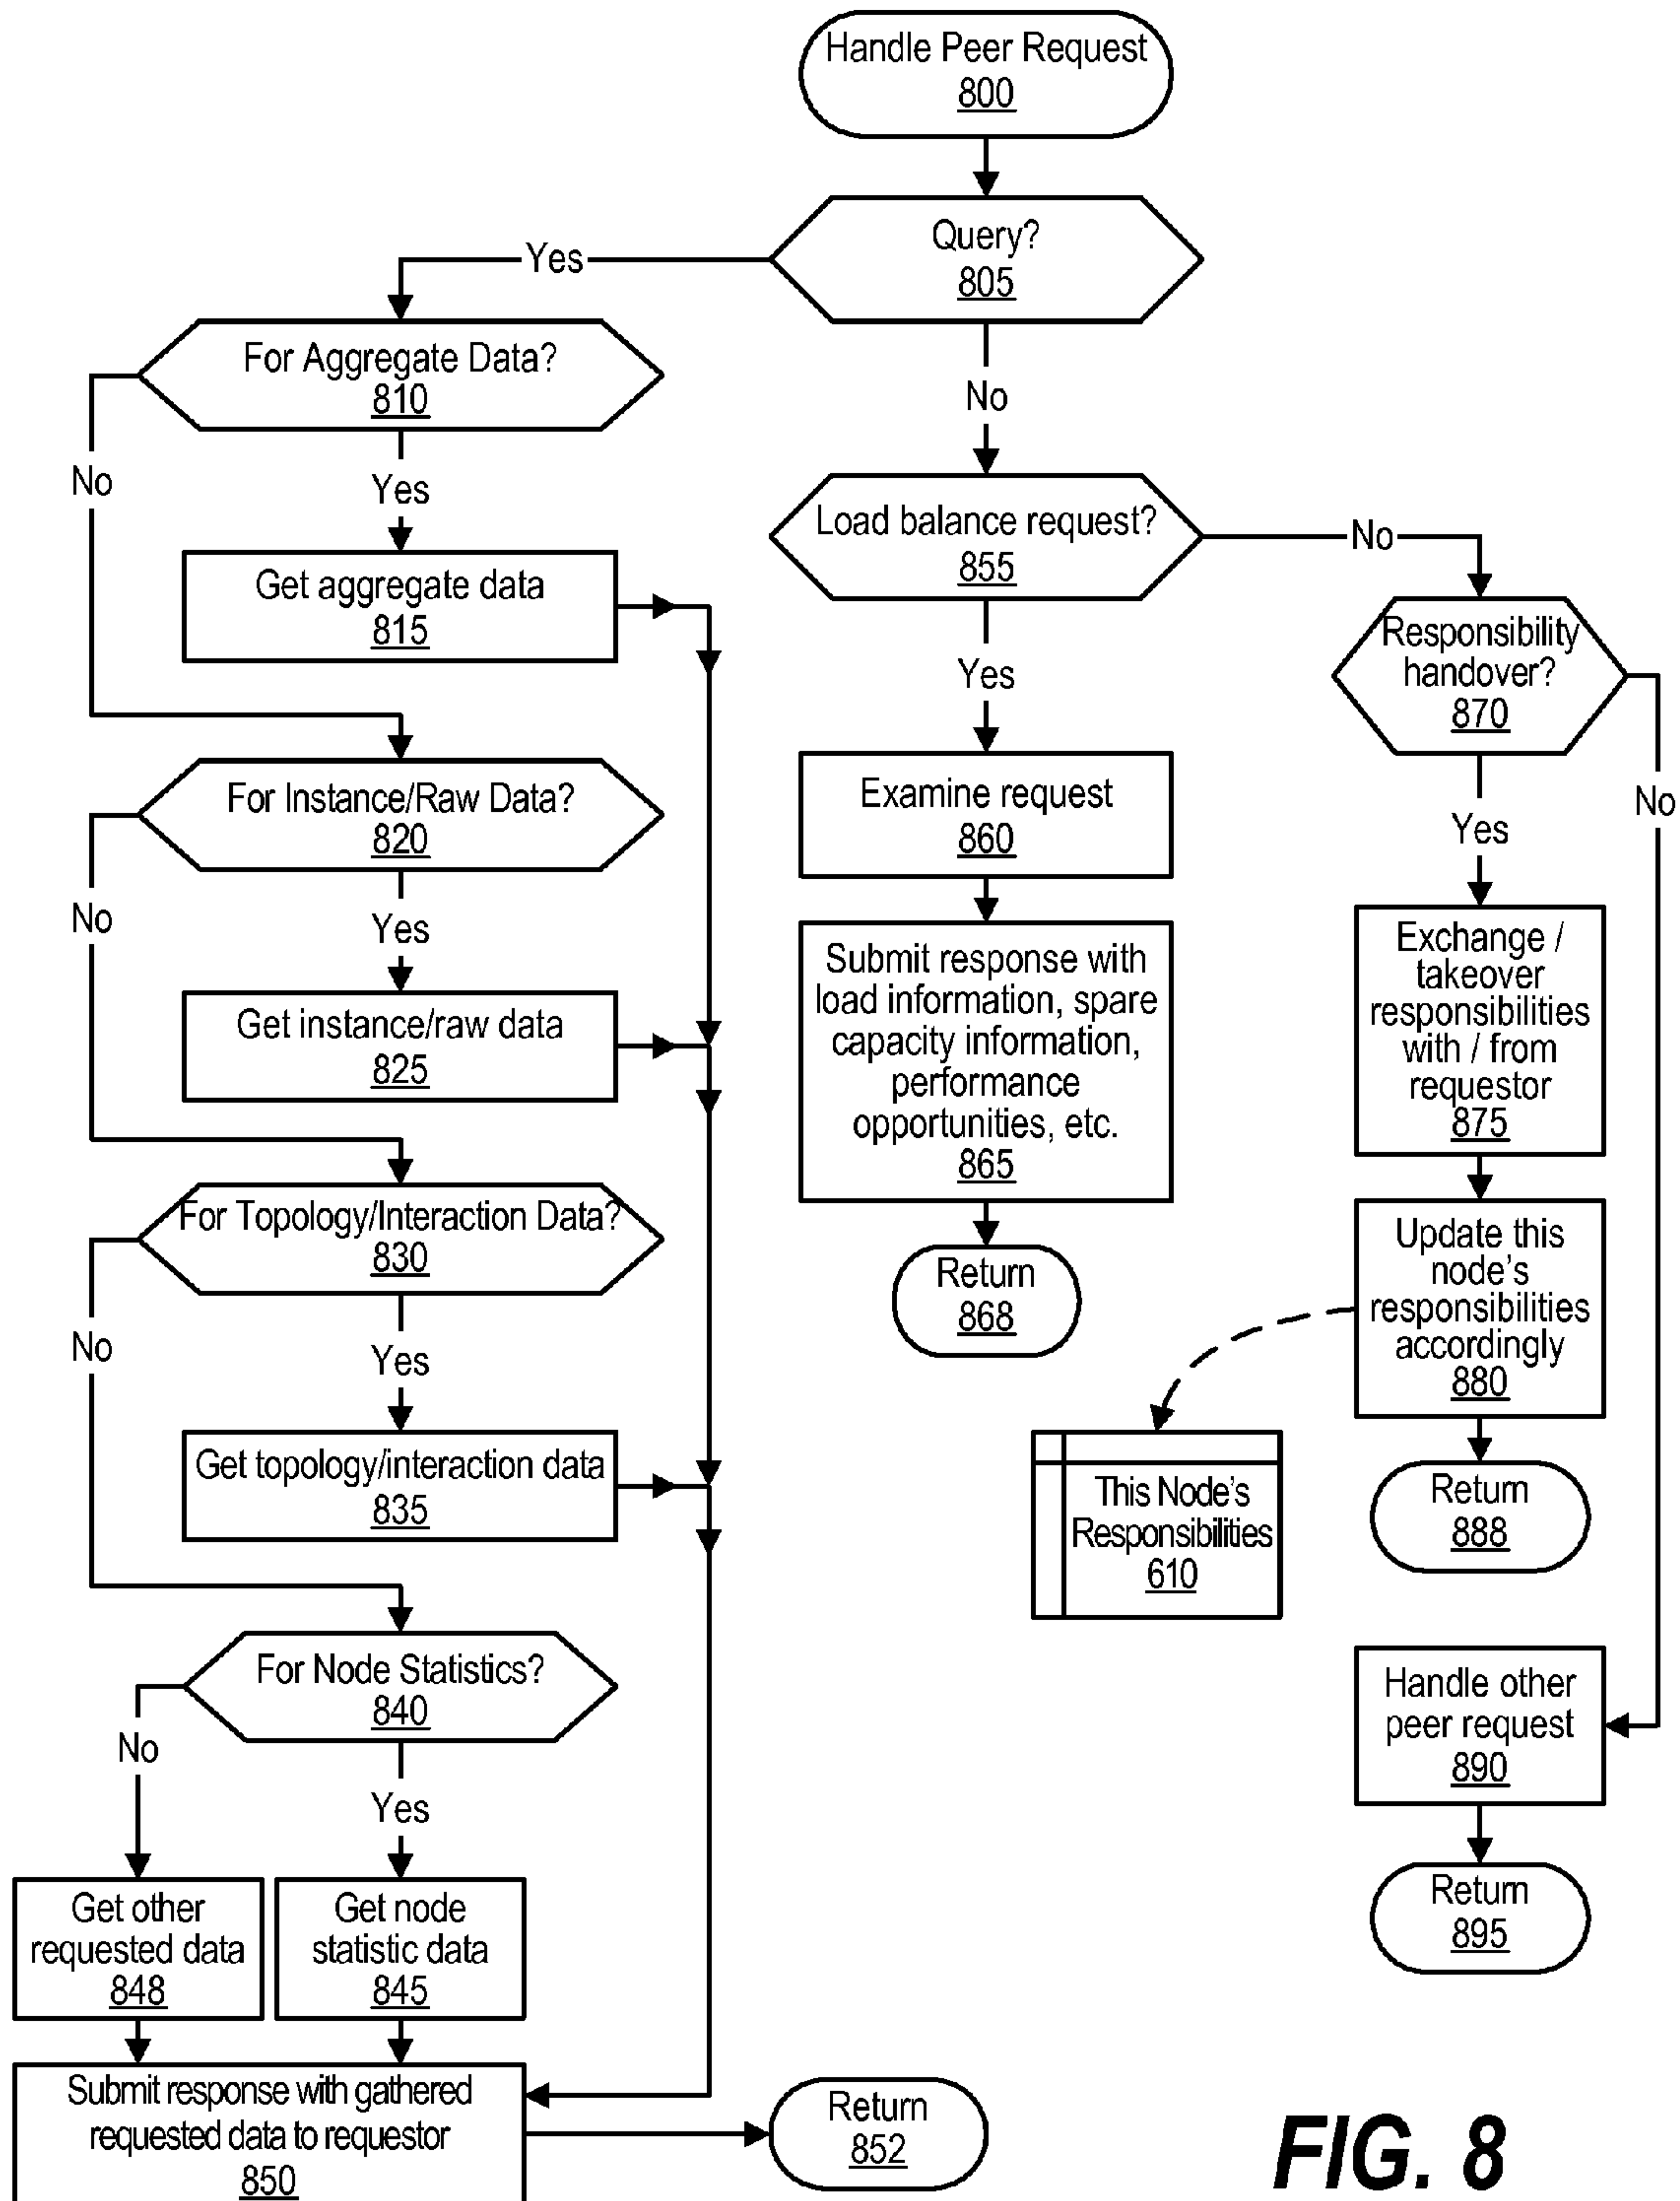 Handle Peer Request
800
Query?
805
Yes
No
For Aggregate Data?
810
No
Yes
Get aggregate data
815
For Instance/Raw Data?
820
No
Yes
Get instance/raw data
825
For Topology/Interaction Data?
830
No
Yes
Get topology/interaction data
835
For Node Statistics?
840
No
Yes
Get other
requested data
848
Get node
statistic data
845
Submit response with gathered
requested data to requestor
850
Return
852
Load balance request?
855
No
Yes
Examine request
860
Submit response with
load information, spare
capacity information,
performance
opportunities, etc.
865
Return
868
Responsibility
handover?
870
No
Yes
Exchange /
takeover
responsibilities
with / from
requestor
875
Update this
node's
responsibilities
accordingly
880
This Node's
Responsibilities
610
Return
888
Handle other
peer request
890
Return
895
FIG. 8